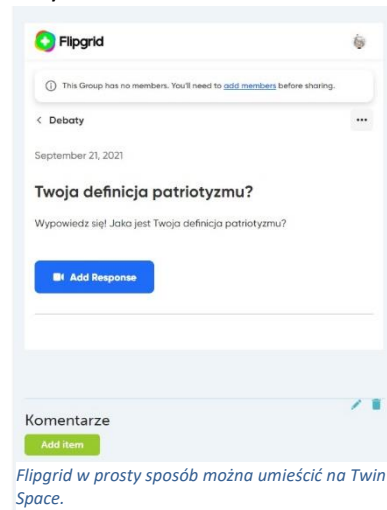 Flipgrid
This Group has no members. You'll need to add members before sharing.
< Debaty
September 21, 2021
Twoja definicja patriotyzmu?
Wypowiedz się! Jaka jest Twoja definicja patriotyzmu?
Add Response
Komentarze
Add item
Flipgrid w prosty sposób można umieścić na Twin
Space.